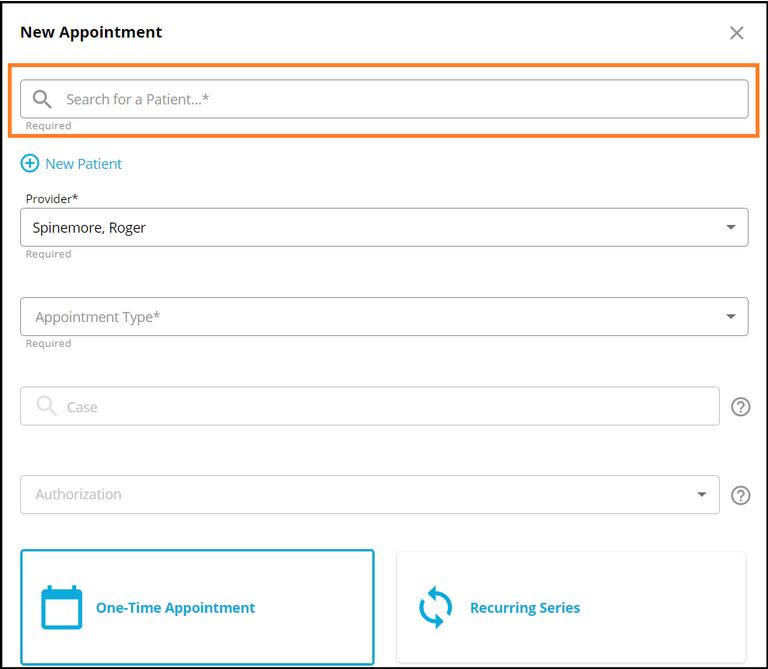 New Appointment
Search for a Patient...*
Required
New Patient
Provider*
Spinemore, Roger
Required
Appointment Type*
Required
Case
?
Authorization
?
One-Time Appointment
Recurring Series